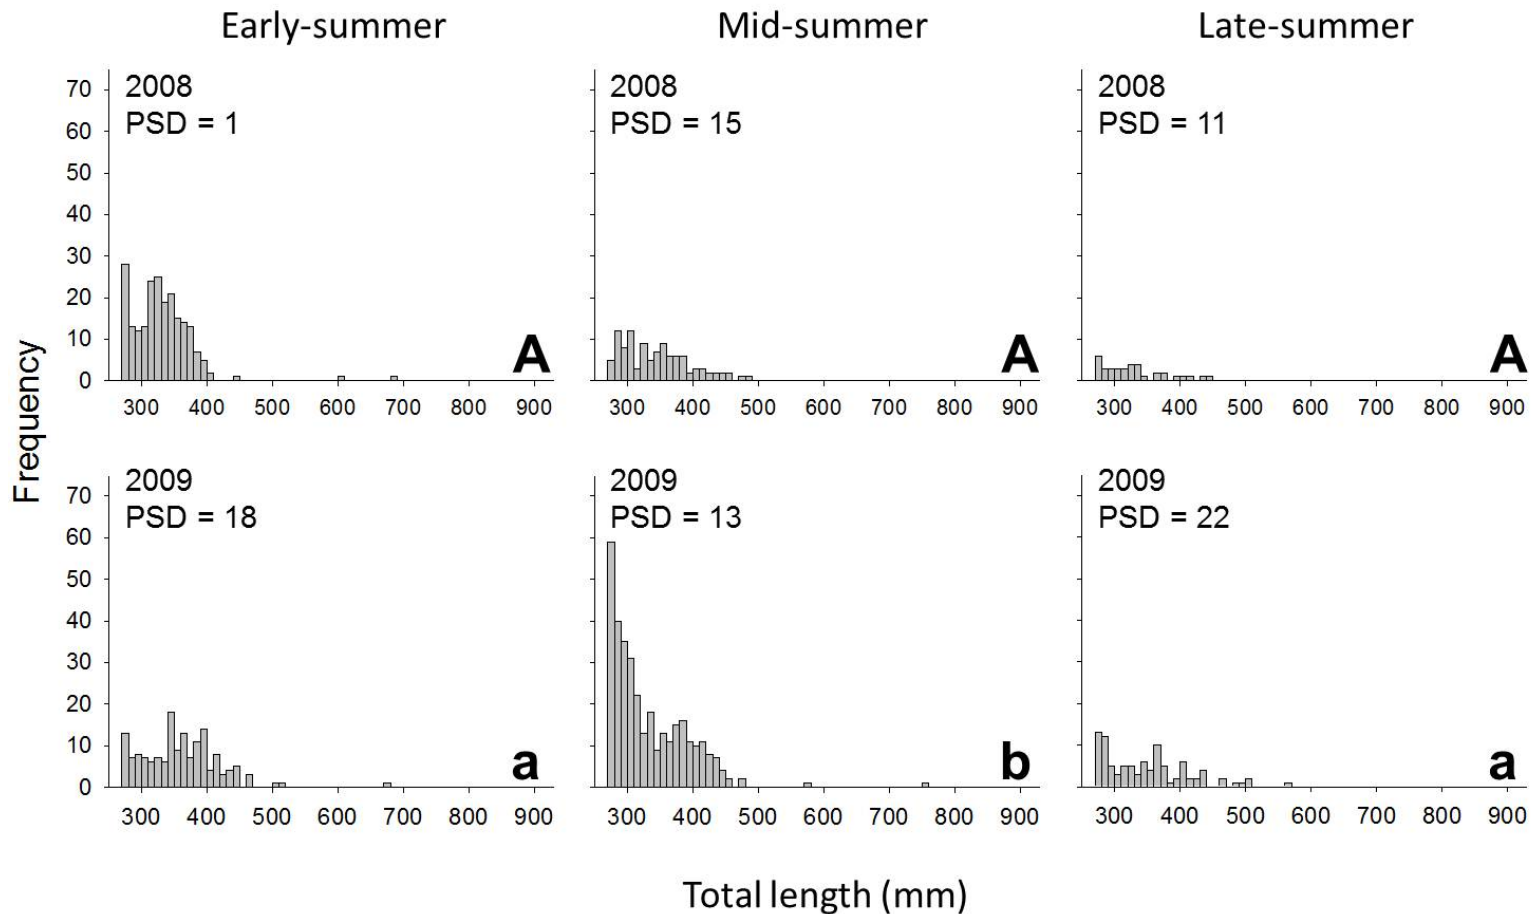 Early-summer Mid-summer Late-summer
2008 2008 2008
PSD = 1 PSD = 15 PSD = 11
70
60
50
40
30
20
10
0
A A A
300 400 500 600 700 800 900 300 400 500 600 700 800 900 300 400 500 600 700 800 900
Frequency
2009 2009 2009
PSD = 18 PSD = 13 PSD = 22
70
60
50
40
30
20
10
0
a b a
300 400 500 600 700 800 900 300 400 500 600 700 800 900 300 400 500 600 700 800 900
Total length (mm)